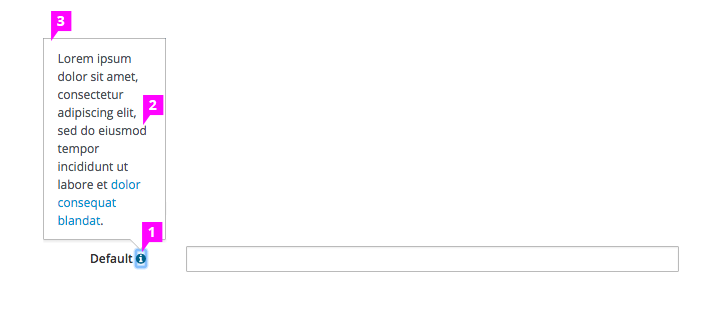 3
Lorem ipsum
dolor sit amet,
consectetur
adipiscing elit,
2
sed do eiusmod
tempor
incididunt ut
labore et dolor
consequat
blandat.
1
Default